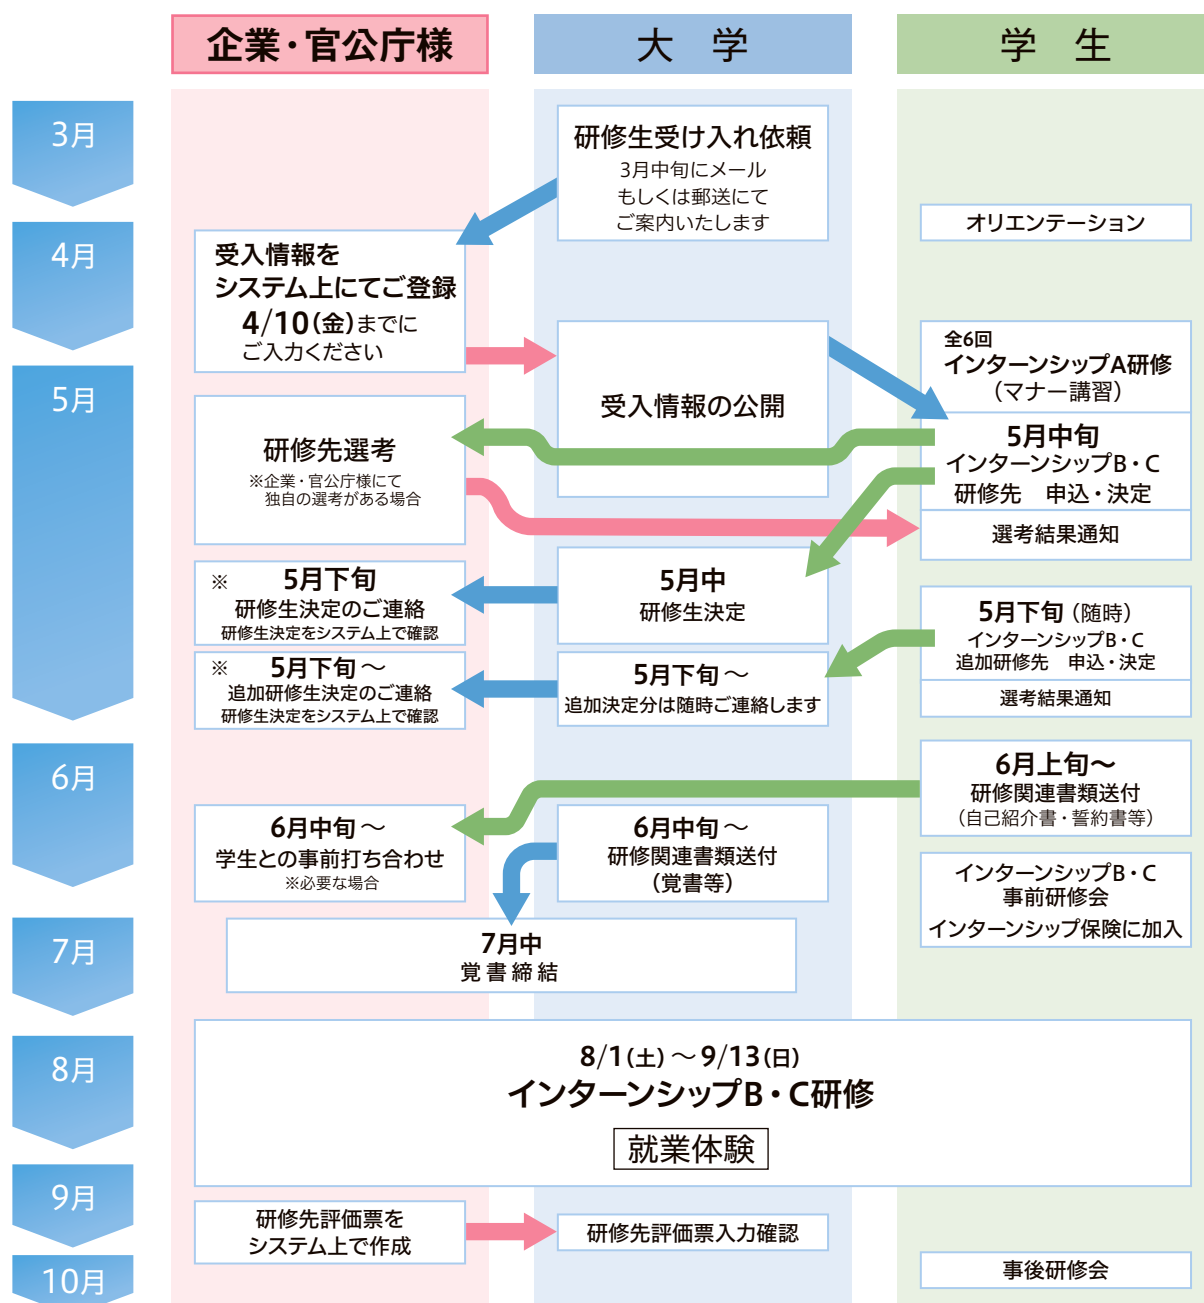 企業・官公庁様
大 学
学 生
3月
研修生受け入れ依頼
3月中旬にメール
もしくは郵送にて
ご案内いたします
オリエンテーション
4月
受入情報を
システム上にてご登録
4/10(金)までに
ご入力ください
受入情報の公開
全6回
インターンシップA研修
(マナー講習)
5月
研修先選考
※企業・官公庁様にて
独自の選考がある場合
5月中旬
インターンシップB・C
研修先 申込・決定
選考結果通知
※ 5月下旬
研修生決定のご連絡
研修生決定をシステム上で確認
5月中
研修生決定
5月下旬(随時)
インターンシップB・C
追加研修先 申込・決定
選考結果通知
※ 5月下旬〜
追加研修生決定のご連絡
研修生決定をシステム上で確認
5月下旬〜
追加決定分は随時ご連絡します
6月
6月上旬〜
研修関連書類送付
(自己紹介書・誓約書等)
6月中旬〜
学生との事前打ち合わせ
※必要な場合
6月中旬〜
研修関連書類送付
(覚書等)
インターンシップB・C
事前研修会
インターンシップ保険に加入
7月
7月中
覚書締結
8月
8/1(土)〜9/13(日)
インターンシップB・C研修
就業体験
9月
研修先評価票を
システム上で作成
研修先評価票入力確認
10月
事後研修会